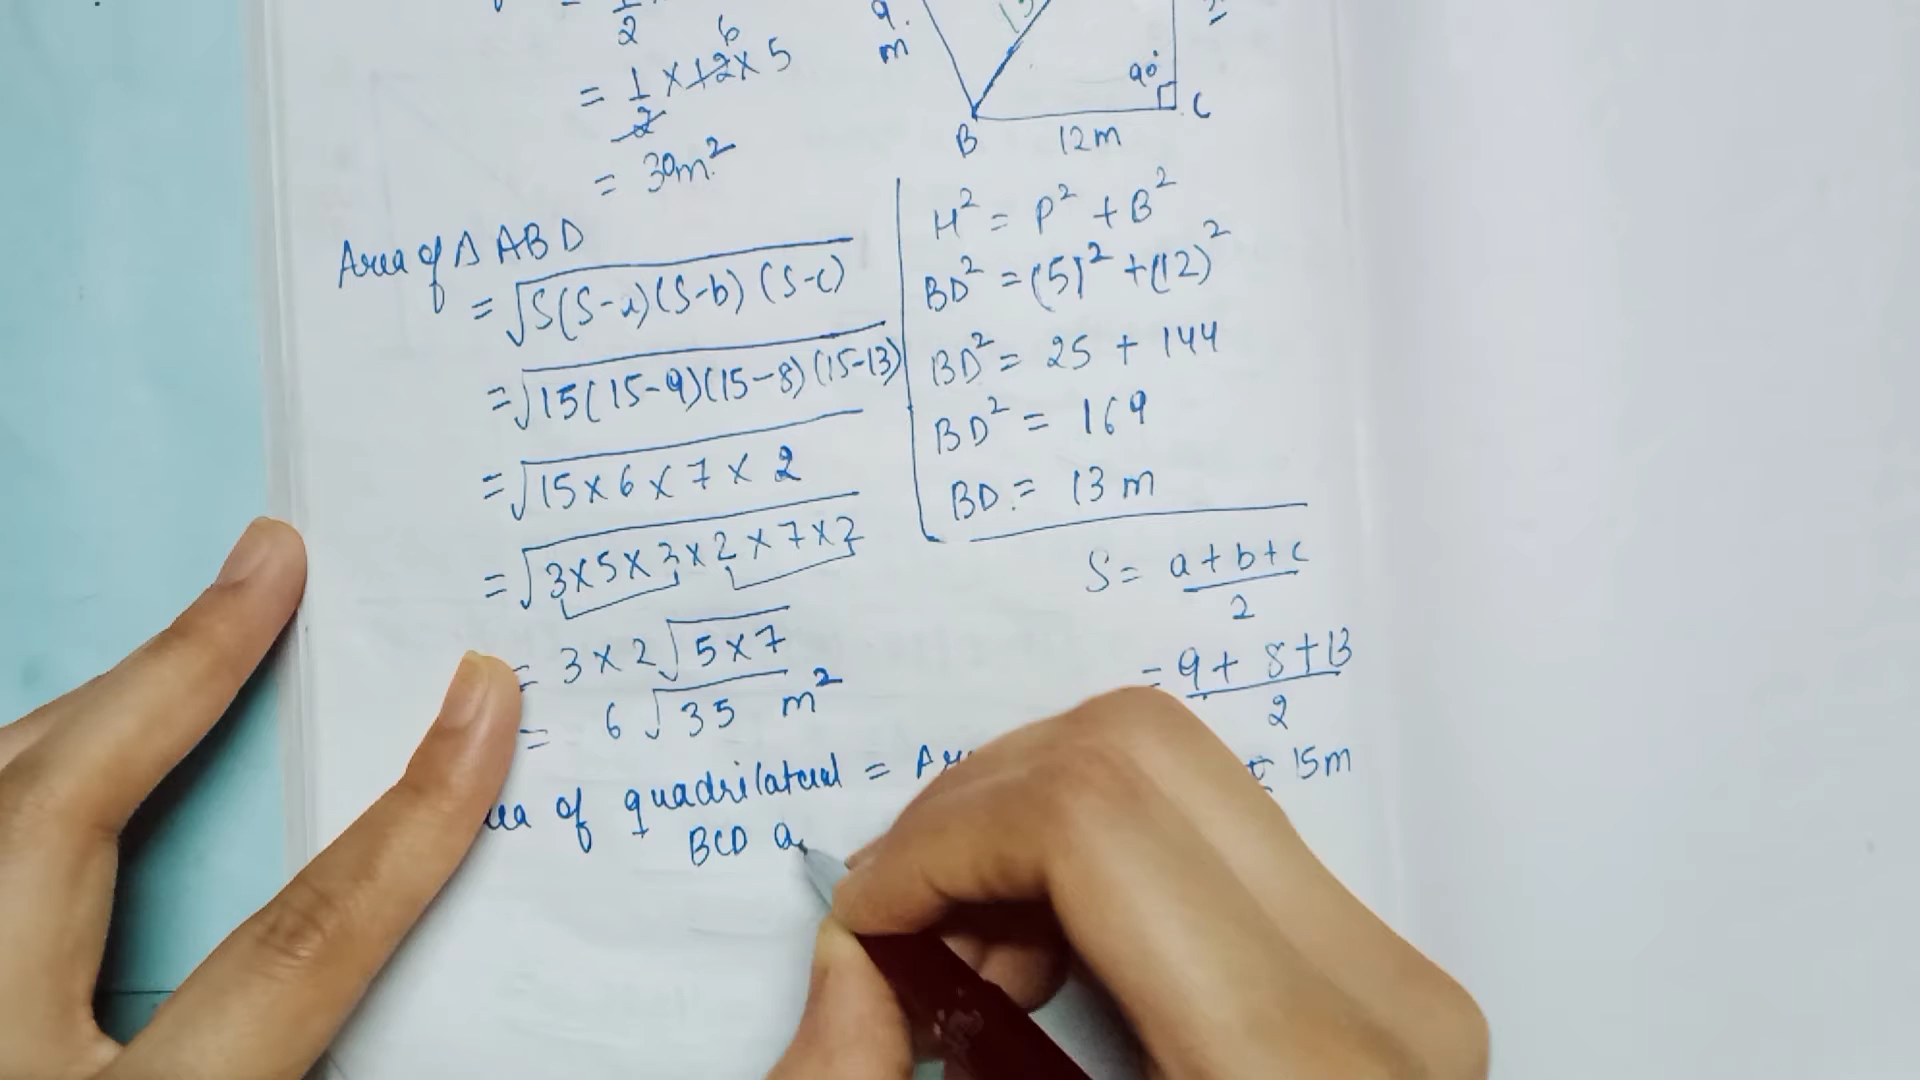 = 1/2
9 m
6
= 1/2 × 12 × 5
90°
C
B
12m
= 30m²
H² = P² + B²
Area of Δ ABD
= √S(S-a)(S-b)(S-c)
BD² = (5)² + (12)²
= √15(15-9)(15-8)(15-13)
BD² = 25 + 144
BD² = 169
= √15×6×7×2
BD = 13 m
= √3×5×3×2×7×2
S = a+b+c/2
= 3×2√5×7
= 9+8+13/2
= 6√35 m²
15m
of quadrilateral =
BCD